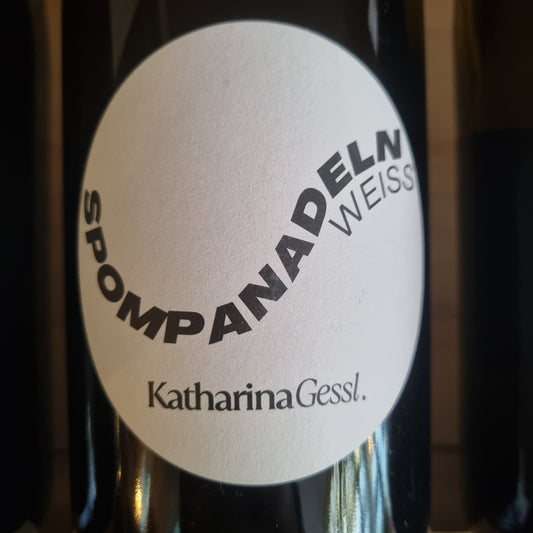 SPOMPANADELN
WEISS
Katharina Gessl.